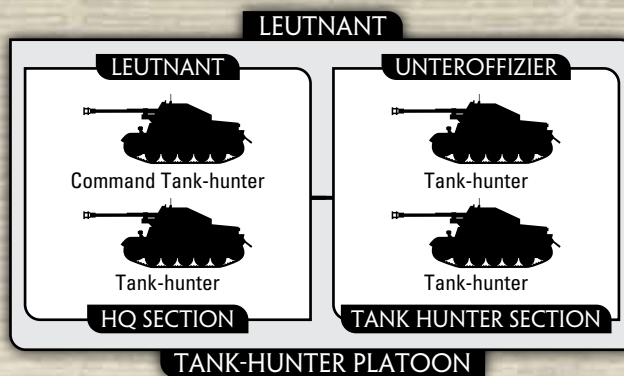 LEUTNANT
LEUTNANT
Command Tank-hunter
Tank-hunter
HQ SECTION
UNTEROFFIZIER
Tank-hunter
Tank-hunter
TANK HUNTER SECTION
TANK-HUNTER PLATOON